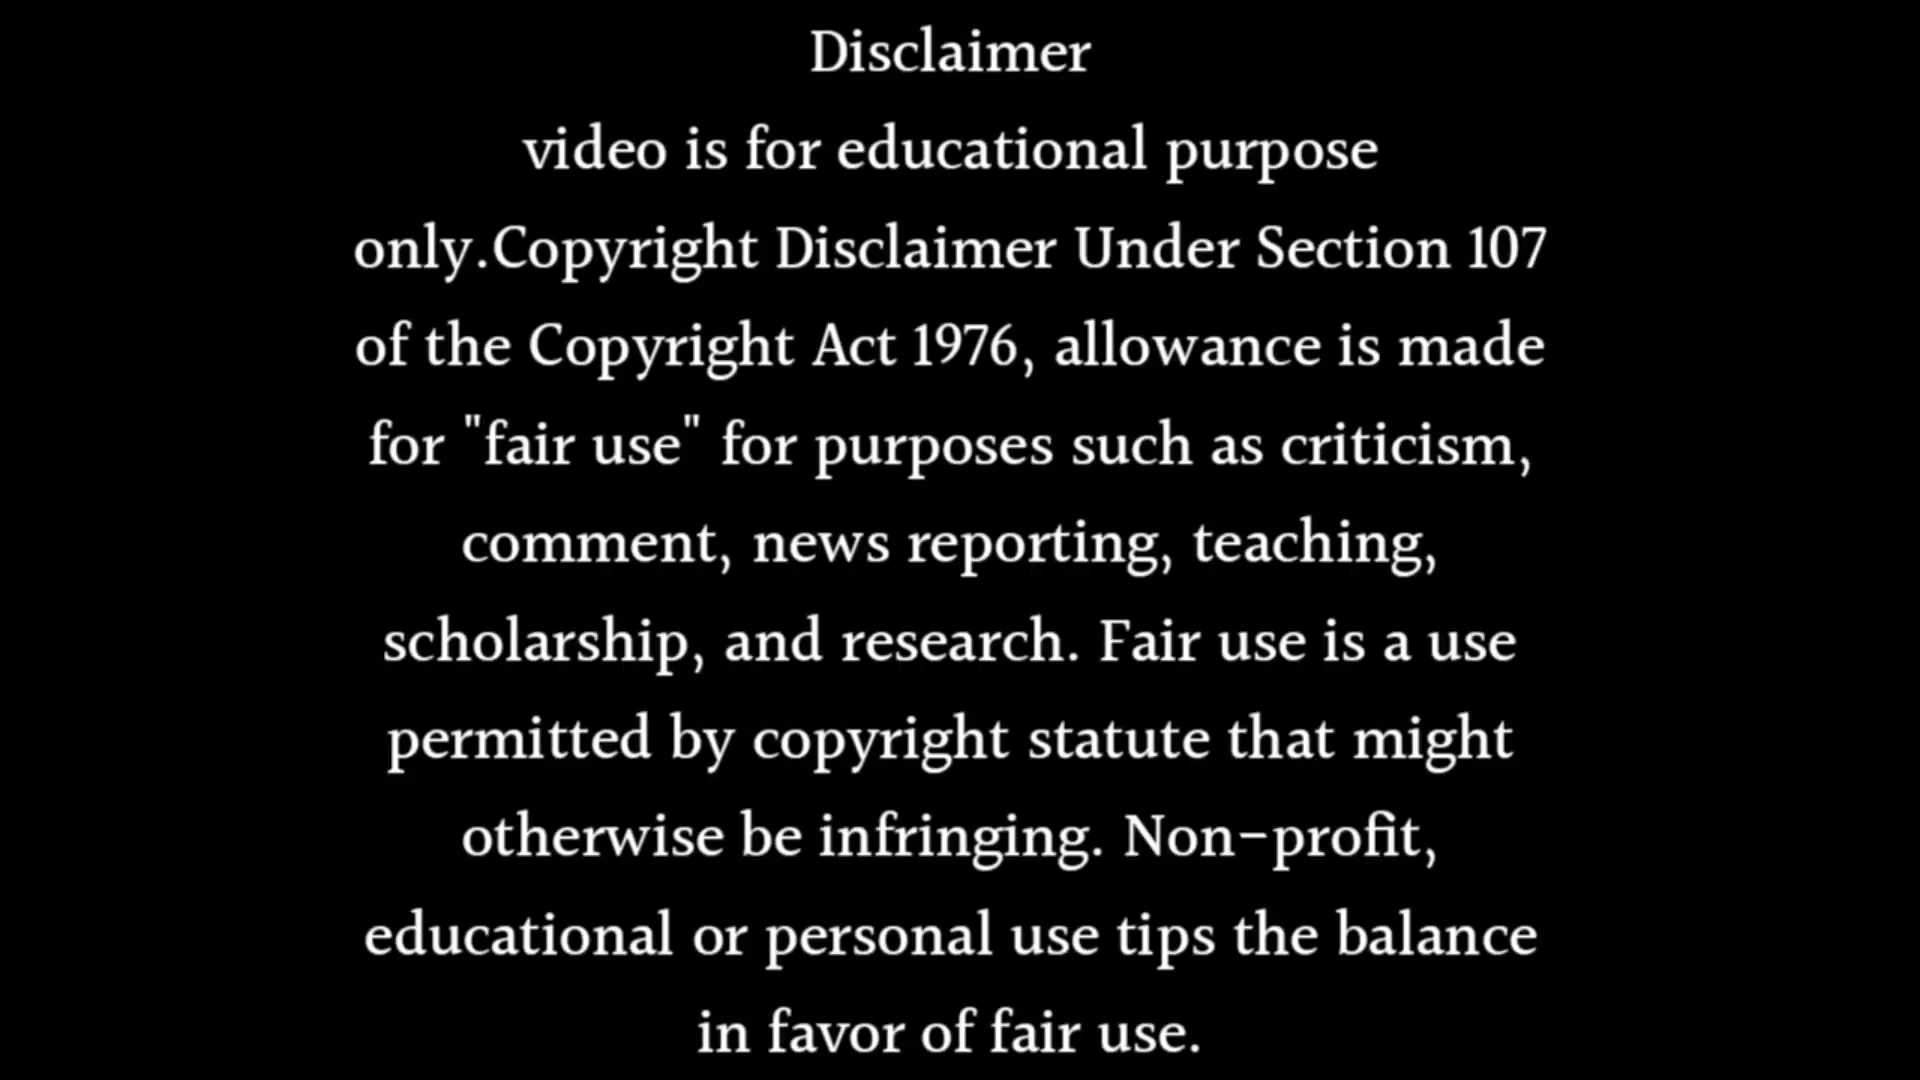 Disclaimer
video is for educational purpose
only.Copyright Disclaimer Under Section 107
of the Copyright Act 1976, allowance is made
for "fair use" for purposes such as criticism,
comment, news reporting, teaching,
scholarship, and research. Fair use is a use
permitted by copyright statute that might
otherwise be infringing. Non-profit,
educational or personal use tips the balance
in favor of fair use.